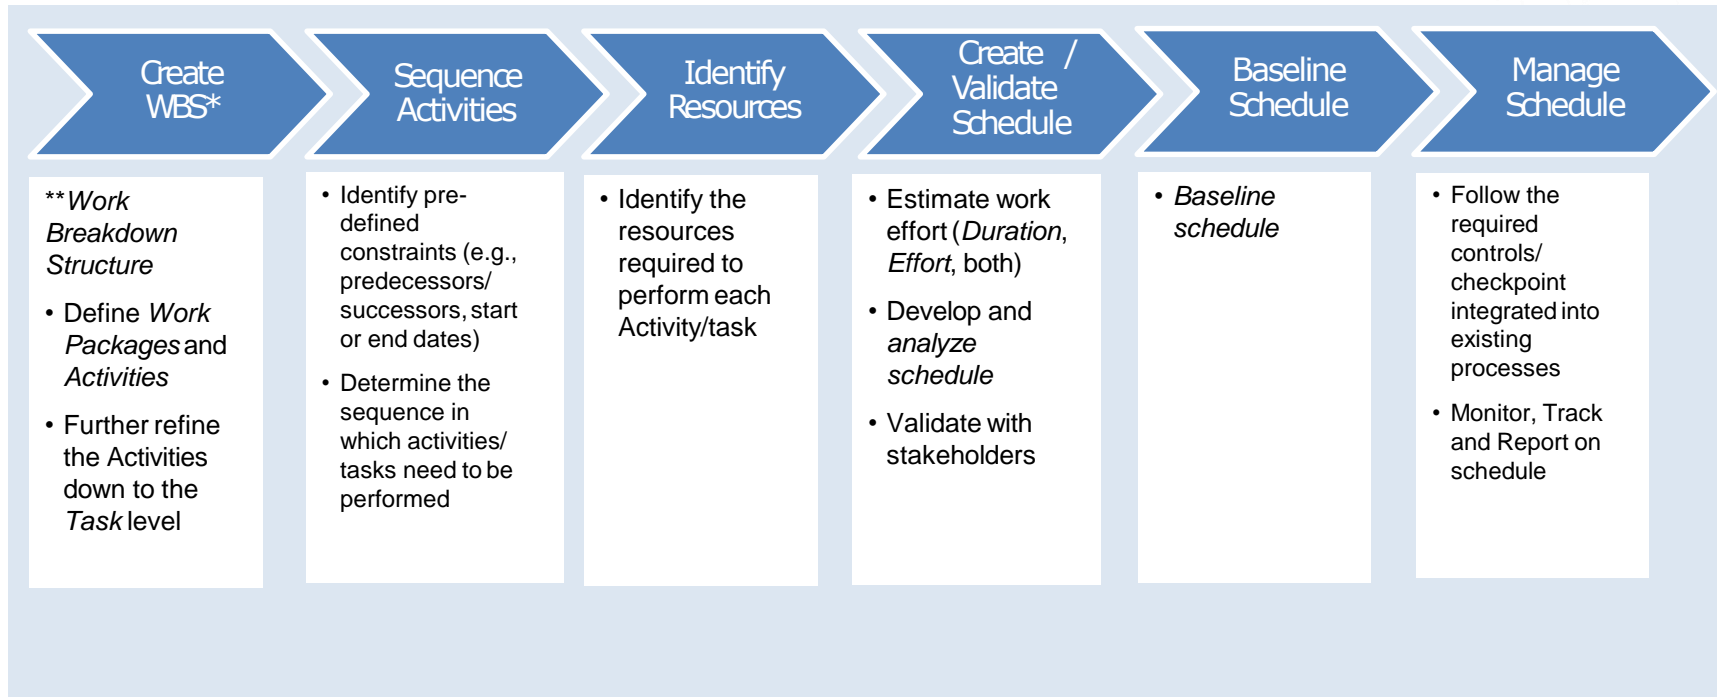 Create
WBS*
Sequence
Activities
Identify
Resources
Create /
Validate
Schedule
Baseline
Schedule
Manage
Schedule
**Work
Breakdown
Structure
• Define Work
Packages and
Activities
• Further refine
the Activities
down to the
Task level
• Identify pre-
defined
constraints (e.g.,
predecessors/
successors, start
or end dates)
• Determine the
sequence in
which activities/
tasks need to be
performed
• Identify the
resources
required to
perform each
Activity/task
• Estimate work
effort (Duration,
Effort, both)
• Develop and
analyze
schedule
• Validate with
stakeholders
• Baseline
schedule
• Follow the
required
controls/
checkpoint
integrated into
existing
processes
• Monitor, Track
and Report on
schedule